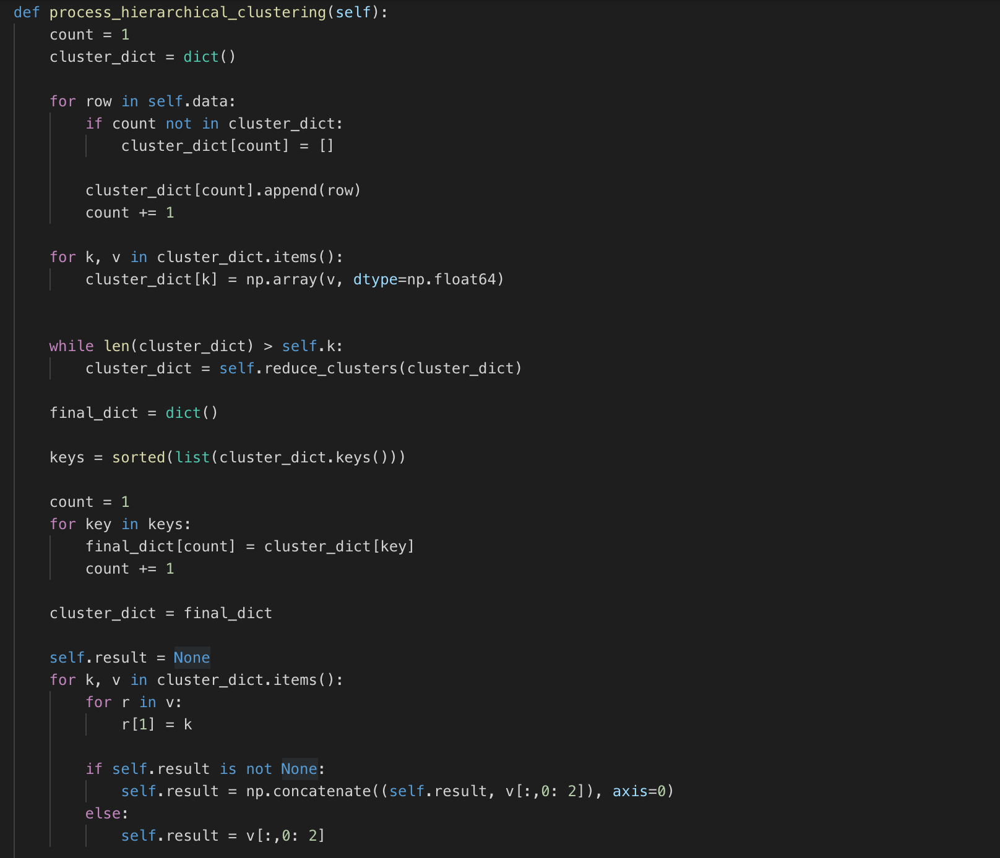 def process_hierarchical_clustering(self):
    count = 1
    cluster_dict = dict()

    for row in self.data:
        if count not in cluster_dict:
            cluster_dict[count] = []

        cluster_dict[count].append(row)
        count += 1

    for k, v in cluster_dict.items():
        cluster_dict[k] = np.array(v, dtype=np.float64)


    while len(cluster_dict) > self.k:
        cluster_dict = self.reduce_clusters(cluster_dict)

    final_dict = dict()

    keys = sorted(list(cluster_dict.keys()))

    count = 1
    for key in keys:
        final_dict[count] = cluster_dict[key]
        count += 1

    cluster_dict = final_dict

    self.result = None
    for k, v in cluster_dict.items():
        for r in v:
            r[1] = k

        if self.result is not None:
            self.result = np.concatenate((self.result, v[:,0: 2]), axis=0)
        else:
            self.result = v[:,0: 2]